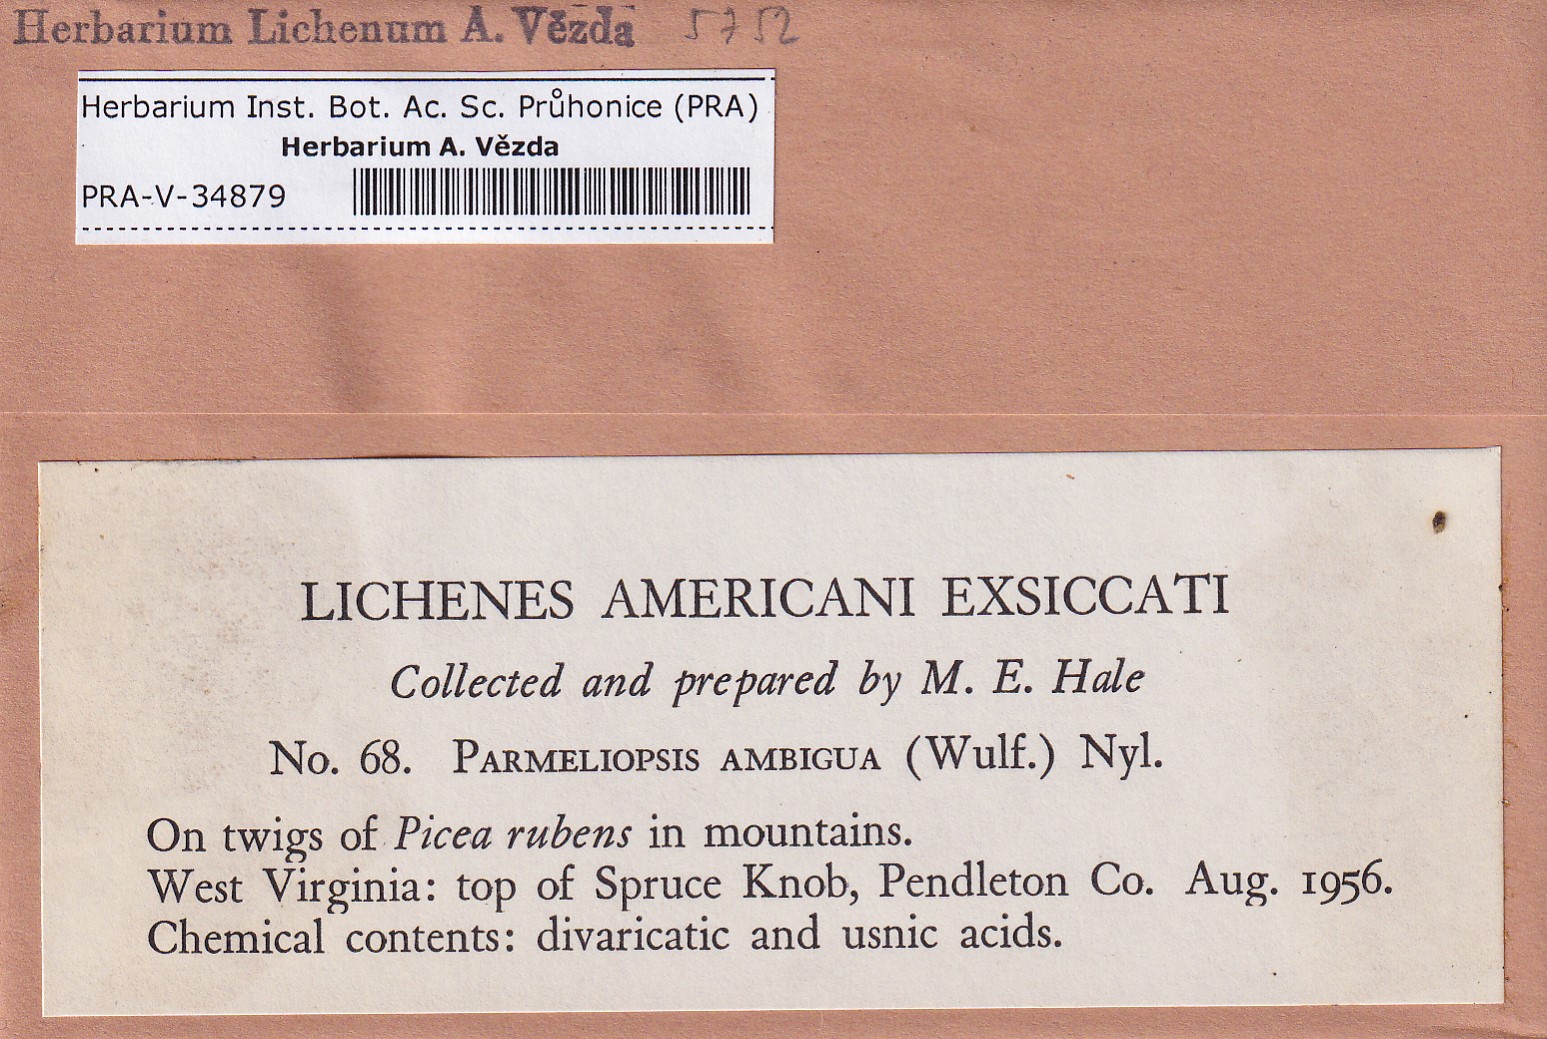 Herbarium Lichenum A. Vězda 5752
Herbarium Inst. Bot. Ac. Sc. Průhonice (PRA)
Herbarium A. Vězda
PRA-V-34879
LICHENES AMERICANI EXSICCATI
Collected and prepared by M. E. Hale
No. 68. PARMELIOPSIS AMBIGUA (Wulf.) Nyl.
On twigs of Picea rubens in mountains.
West Virginia: top of Spruce Knob, Pendleton Co. Aug. 1956.
Chemical contents: divaricatic and usnic acids.